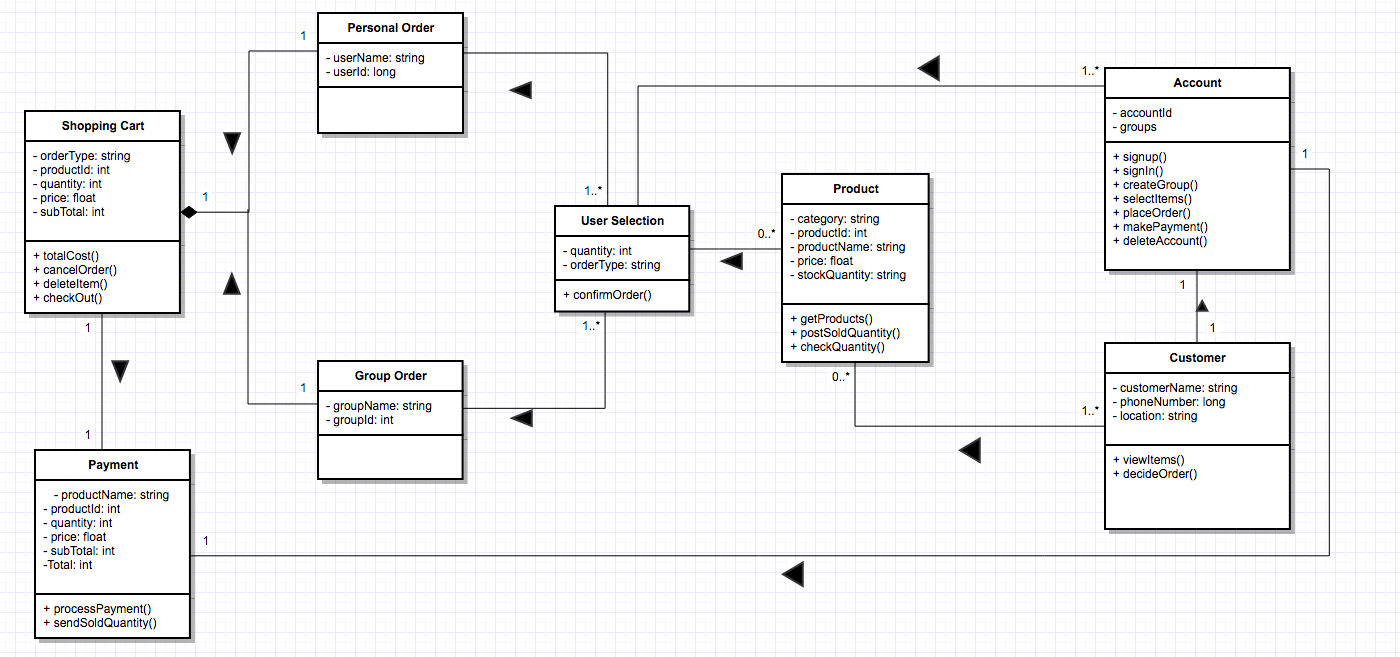 Personal Order
- userName: string
- userId: long
1
Shopping Cart
- orderType: string
- productId: int
- quantity: int
- price: float
- subTotal: int
+ totalCost()
+ cancelOrder()
+ deleteItem()
+ checkOut()
1
1
1
Payment
- productName: string
- productId: int
- quantity: int
- price: float
- subTotal: int
-Total: int
+ processPayment()
+ sendSoldQuantity()
1
1
Group Order
- groupName: string
- groupId: int
1..*
User Selection
- quantity: int
- orderType: string
+ confirmOrder()
1..*
0..*
Product
- category: string
- productId: int
- productName: string
- price: float
- stockQuantity: string
+ getProducts()
+ postSoldQuantity()
+ checkQuantity()
0..*
1..*
Account
- accountId
- groups
+ signup()
+ signIn()
+ createGroup()
+ selectItems()
+ placeOrder()
+ makePayment()
+ deleteAccount()
1
1
1
Customer
- customerName: string
- phoneNumber: long
- location: string
+ viewItems()
+ decideOrder()
1..*